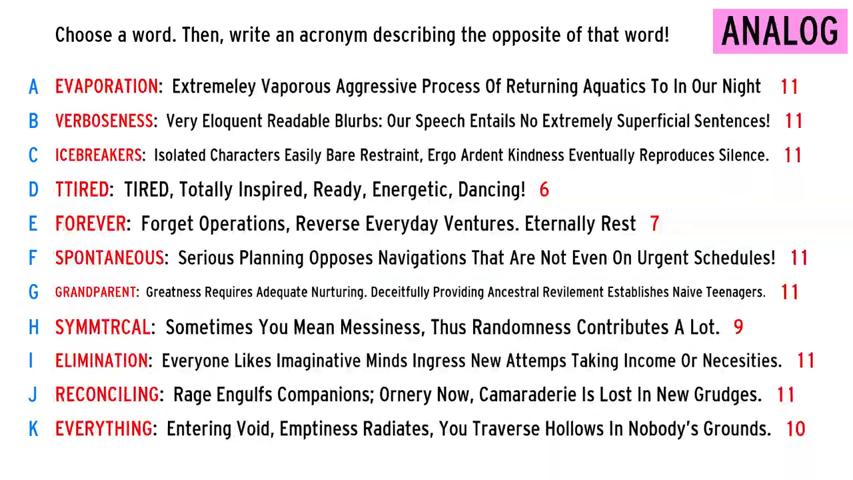 Choose a word. Then, write an acronym describing the opposite of that word! ANALOG
A EVAPORATION: Extremeley Vaporous Aggressive Process Of Returning Aquatics To In Our Night 11
B VERBOSENESS: Very Eloquent Readable Blurbs: Our Speech Entails No Extremely Superficial Sentences! 11
C ICEBREAKERS: Isolated Characters Easily Bare Restraint, Ergo Ardent Kindness Eventually Reproduces Silence. 11
D TTIRED: TIRED, Totally Inspired, Ready, Energetic, Dancing! 6
E FOREVER: Forget Operations, Reverse Everyday Ventures. Eternally Rest 7
F SPONTANEOUS: Serious Planning Opposes Navigations That Are Not Even On Urgent Schedules! 11
G GRANDPARENT: Greatness Requires Adequate Nurturing. Deceitfully Providing Ancestral Revilement Establishes Naive Teenagers. 11
H SYMMTRCAL: Sometimes You Mean Messiness, Thus Randomness Contributes A Lot. 9
I ELIMINATION: Everyone Likes Imaginative Minds Ingress New Attemps Taking Income Or Necesities. 11
J RECONCILING: Rage Engulfs Companions; Ornery Now, Camaraderie Is Lost In New Grudges. 11
K EVERYTHING: Entering Void, Emptiness Radiates, You Traverse Hollows In Nobody's Grounds. 10